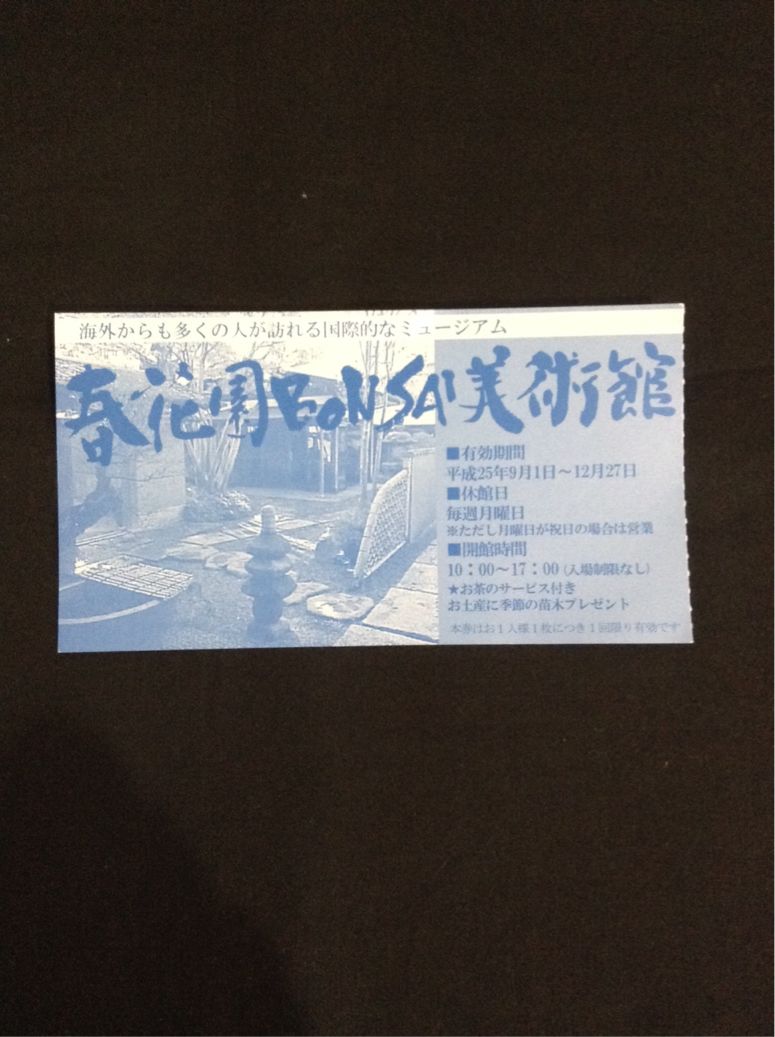 海外からも多くの人が訪れる国際的なミュージアム
春花園BONSAI美術館
■有効期間
平成25年9月1日～12月27日
■休館日
毎週月曜日
※ただし月曜日が祝日の場合は営業
■開館時間
10：00～17：00（入場制限なし）
★お茶のサービス付き
お土産に季節の苗木プレゼント
本券はお1人様1枚につき1回限り有効です